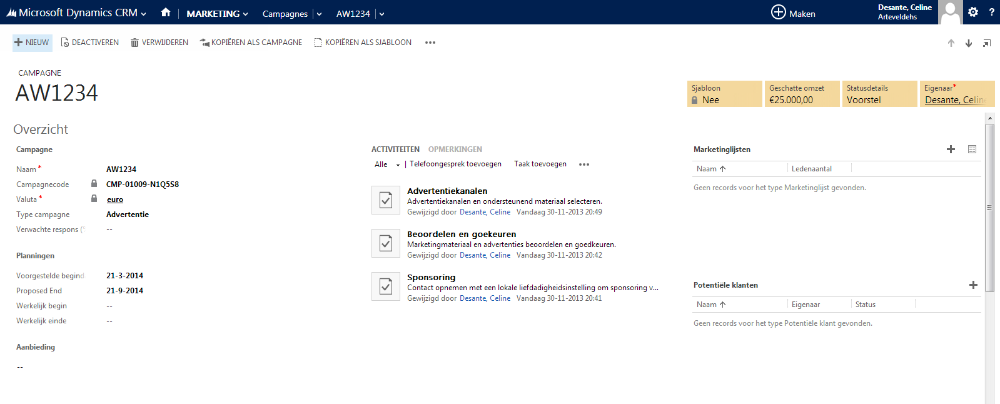 Microsoft Dynamics CRM MARKETING Campagnes AW1234 Maken Desante, Celine ?
Arteveldehs
NIEUW DEACTIVEREN VERWIJDEREN KOPIËREN ALS CAMPAGNE KOPIËREN ALS SJABLOON
CAMPAGNE
AW1234
Sjabloon Geschatte omzet Statusdetails Eigenaar*
Nee €25.000,00 Voorstel Desante, Celin
Overzicht
Campagne
Naam* AW1234
Campagnecode CMP-01009-N1Q5S8
Valuta* euro
Type campagne Advertentie
Verwachte respons ( --
Planningen
Voorgestelde begind 21-3-2014
Proposed End 21-9-2014
Werkelijk begin --
Werkelijk einde --
Aanbieding
--
ACTIVITEITEN OPMERKINGEN
Alle | Telefoongesprek toevoegen Taak toevoegen
Advertentiekanalen
Advertentiekanalen en ondersteunend materiaal selecteren.
Gewijzigd door Desante, Celine Vandaag 30-11-2013 20:49
Beoordelen en goekeuren
Marketingmateriaal en advertenties beoordelen en goedkeuren.
Gewijzigd door Desante, Celine Vandaag 30-11-2013 20:42
Sponsoring
Contact opnemen met een lokale liefdadigheidsinstelling om sponsoring v...
Gewijzigd door Desante, Celine Vandaag 30-11-2013 20:41
Marketinglijsten
Naam Ledenaantal
Geen records voor het type Marketinglijst gevonden.
Potentiële klanten
Naam Eigenaar Status
Geen records voor het type Potentiële klant gevonden.